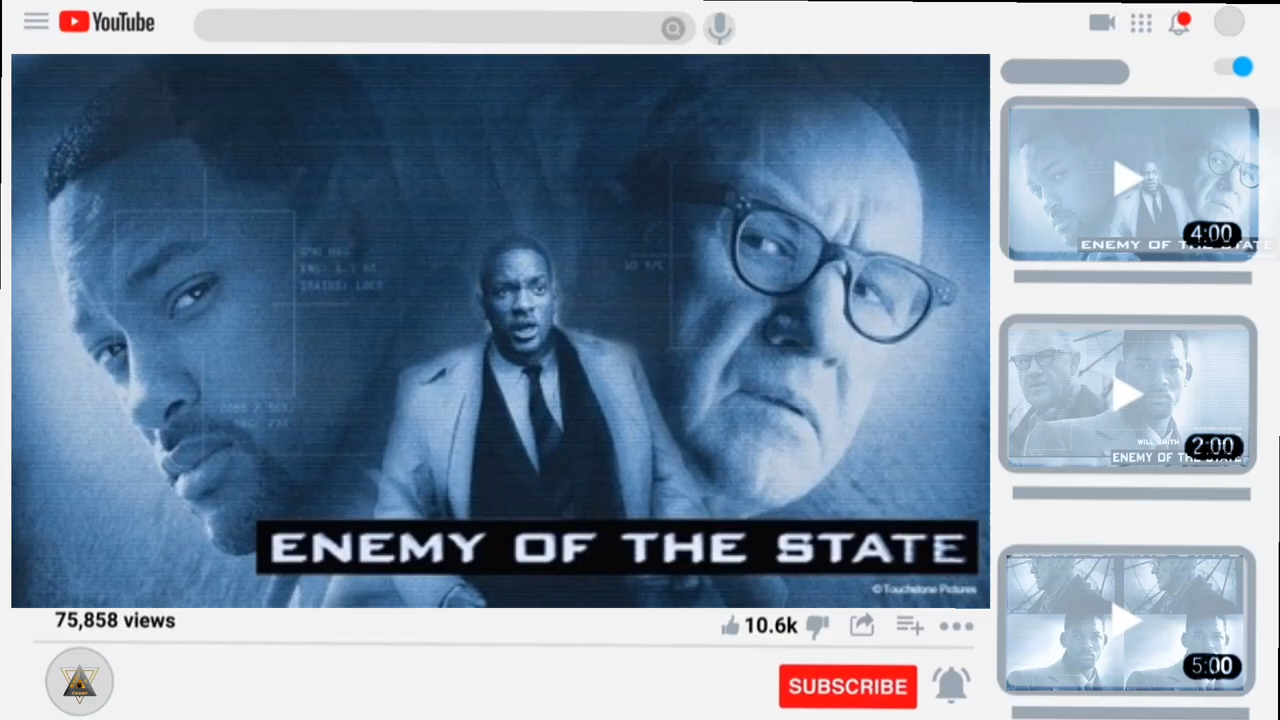 YouTube
ENEMY OF THE STATE
© Touchstone Pictures
75,858 views
10.6k
SUBSCRIBE
4:00
ENEMY OF THE STATE
2:00
WILL SMITH
ENEMY OF THE STATE
5:00